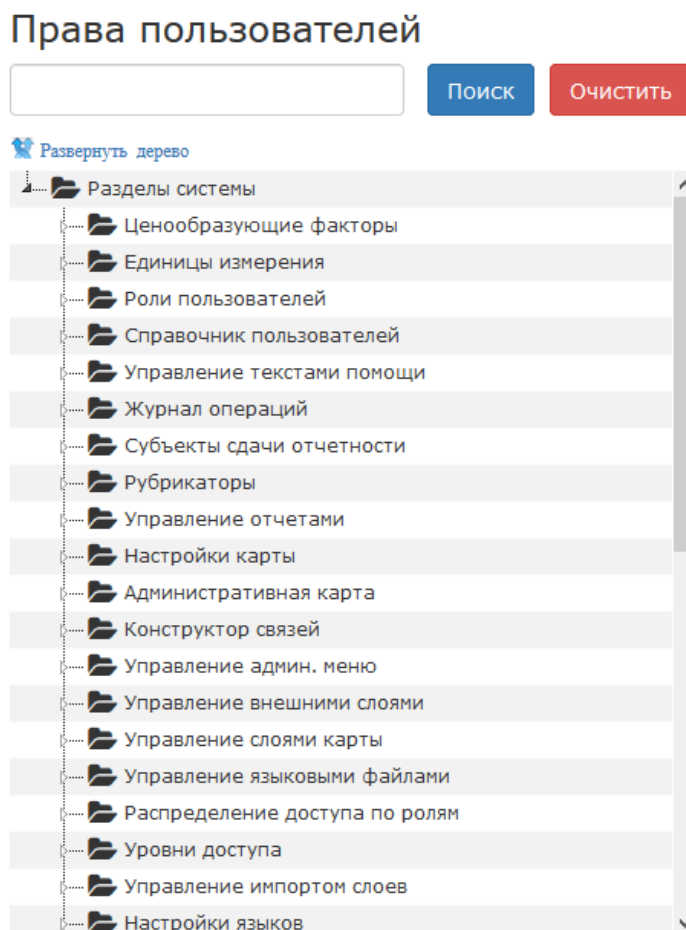 Права пользователей
Поиск Очистить
Развернуть дерево
Разделы системы
Ценообразующие факторы
Единицы измерения
Роли пользователей
Справочник пользователей
Управление текстами помощи
Журнал операций
Субъекты сдачи отчетности
Рубрикаторы
Управление отчетами
Настройки карты
Административная карта
Конструктор связей
Управление админ. меню
Управление внешними слоями
Управление слоями карты
Управление языковыми файлами
Распределение доступа по ролям
Уровни доступа
Управление импортом слоев
Настройки языков